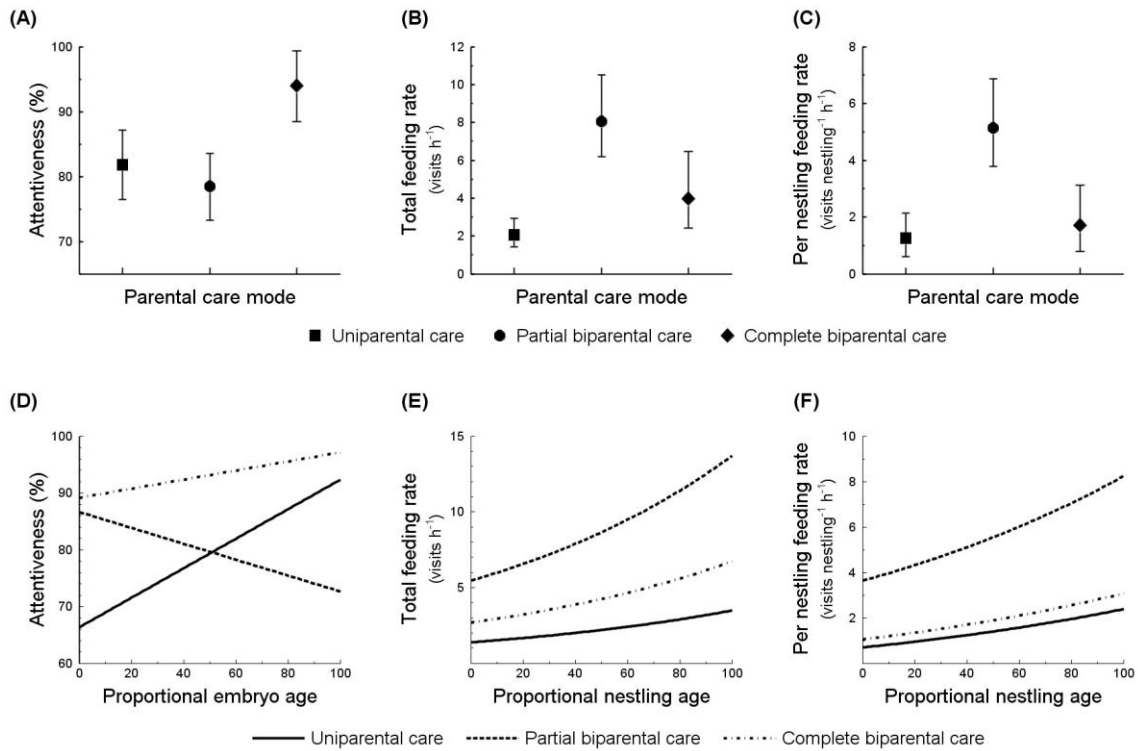 (A)
Attentiveness (%)
100
90
80
70
Parental care mode
(B)
Total feeding rate
(visits h⁻¹)
12
10
8
6
4
2
0
Parental care mode
(C)
Per nestling feeding rate
(visits nestling⁻¹ h⁻¹)
8
6
4
2
0
Parental care mode
Uniparental care
Partial biparental care
Complete biparental care
(D)
Attentiveness (%)
100
90
80
70
60
0 20 40 60 80 100
Proportional embryo age
(E)
Total feeding rate
(visits h⁻¹)
15
10
5
0 20 40 60 80 100
Proportional nestling age
(F)
Per nestling feeding rate
(visits nestling⁻¹ h⁻¹)
10
8
6
4
2
0 20 40 60 80 100
Proportional nestling age
Uniparental care
Partial biparental care
Complete biparental care